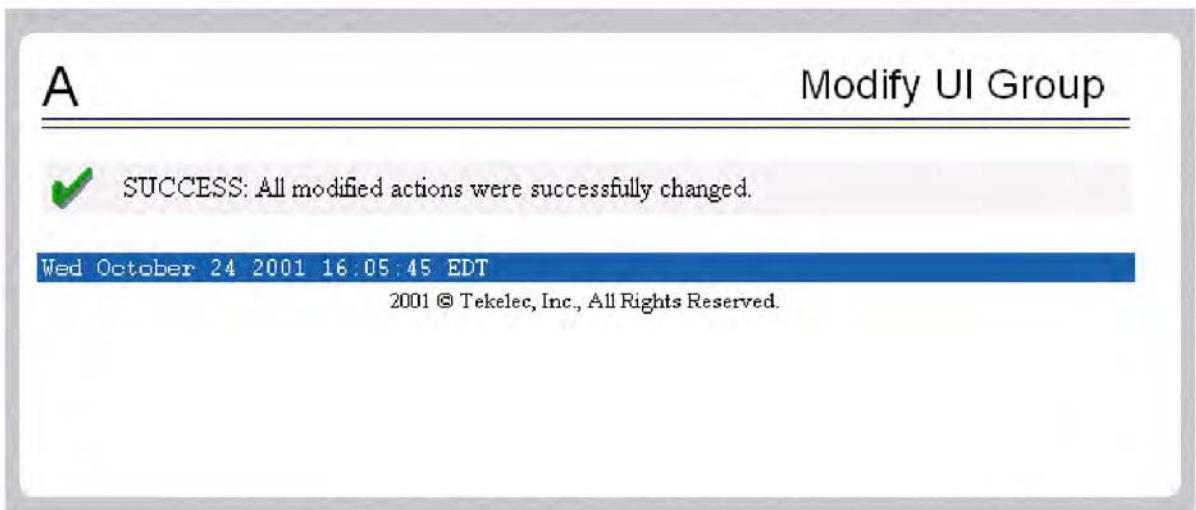 A
Modify UI Group
SUCCESS: All modified actions were successfully changed.
Wed October 24 2001 16:05:45 EDT
2001 © Tekelec, Inc., All Rights Reserved.